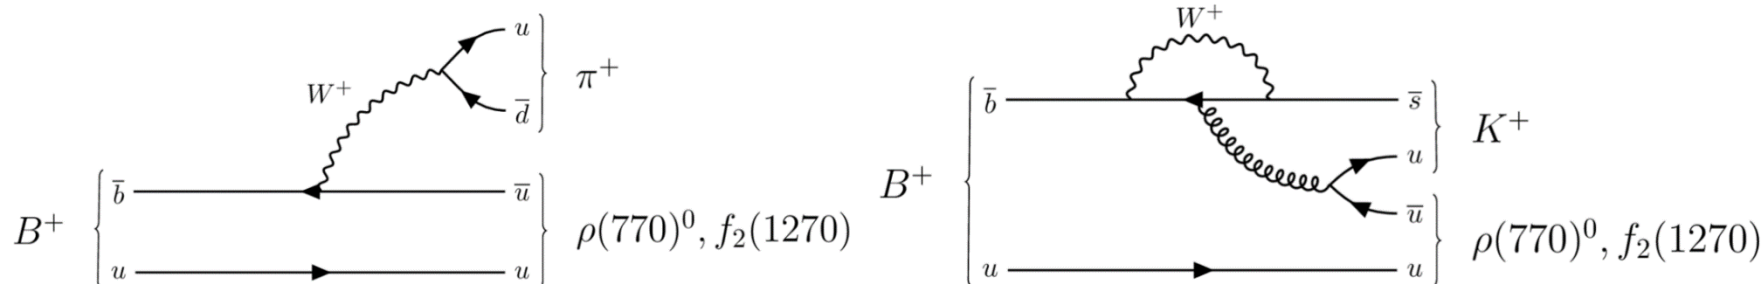 W⁺
u
d̅
π⁺
B⁺
b̅
u̅
u
u
ρ(770)⁰, f₂(1270)
W⁺
b̅
s̅
u
K⁺
B⁺
u̅
u
u
ρ(770)⁰, f₂(1270)